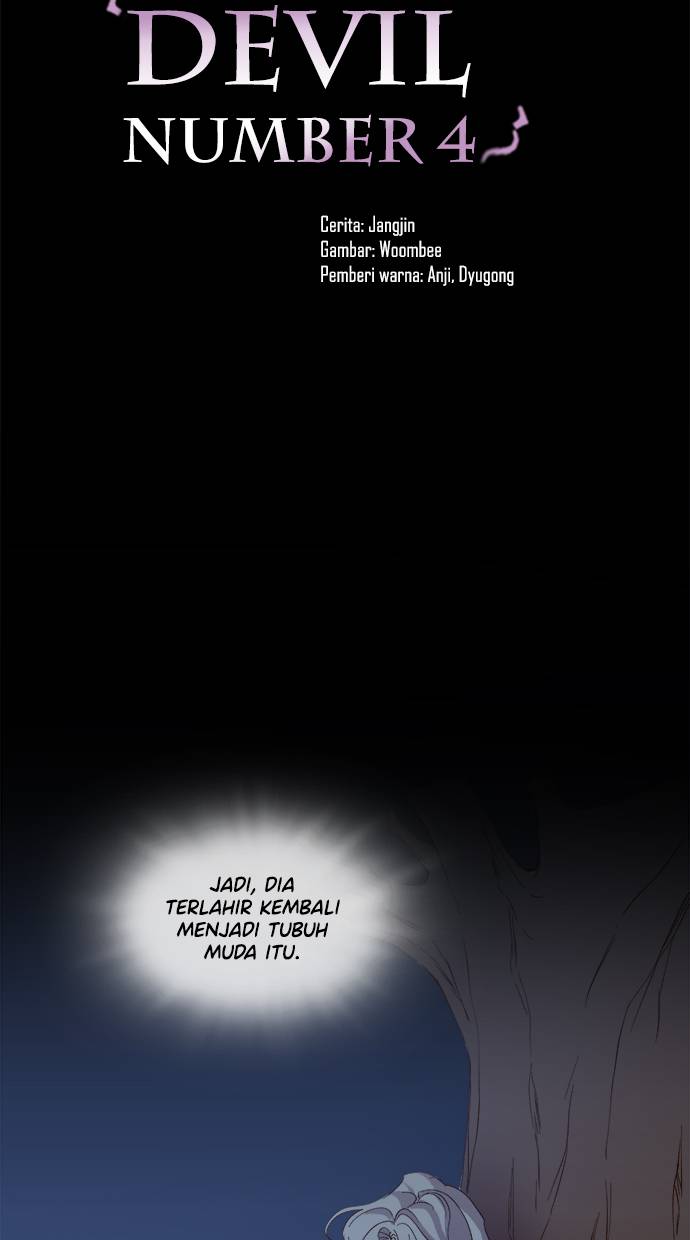 DEVIL
NUMBER 4
Cerita: Jangjin
Gambar: Woombee
Pemberi warna: Anji, Dyugong
JADI, DIA
TERLAHIR KEMBALI
MENJADI TUBUH
MUDA ITU.